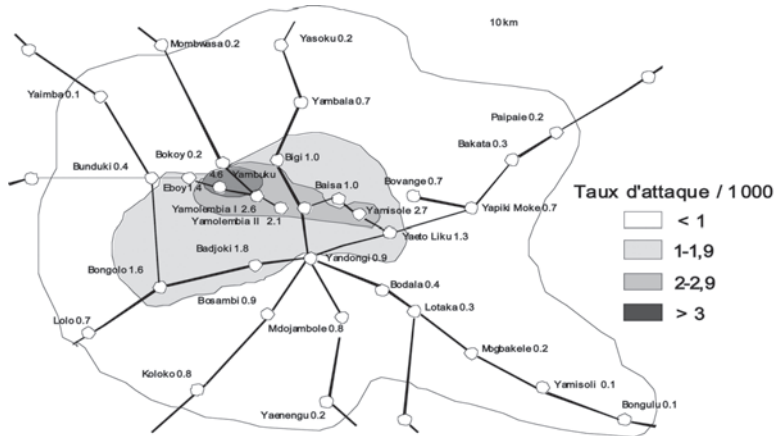 10 km
Mombwasa 0.2
Yasoku 0.2
Yaimba 0.1
Yambala 0.7
Paipaie 0.2
Bokoy 0.2
Bigi 1.0
Bakata 0.3
Bunduki 0.4
4.6 Yambuku
Eboy 1.4
Baisa 1.0
Bovange 0.7
Taux d'attaque / 1 000
Yamolembia I 2.6
Yamisole 2.7
Yapiki Moke 0.7
< 1
Yamolembia II 2.1
Yaeto Liku 1.3
1-1,9
Badjoki 1.8
Yandongi 0.9
2-2,9
Bongolo 1.6
Bodala 0.4
> 3
Bosambi 0.9
Lotaka 0.3
Lolo 0.7
Mdojambole 0.8
Mogbakele 0.2
Koloko 0.8
Yamisoli 0.1
Yaenengu 0.2
Bongulu 0.1